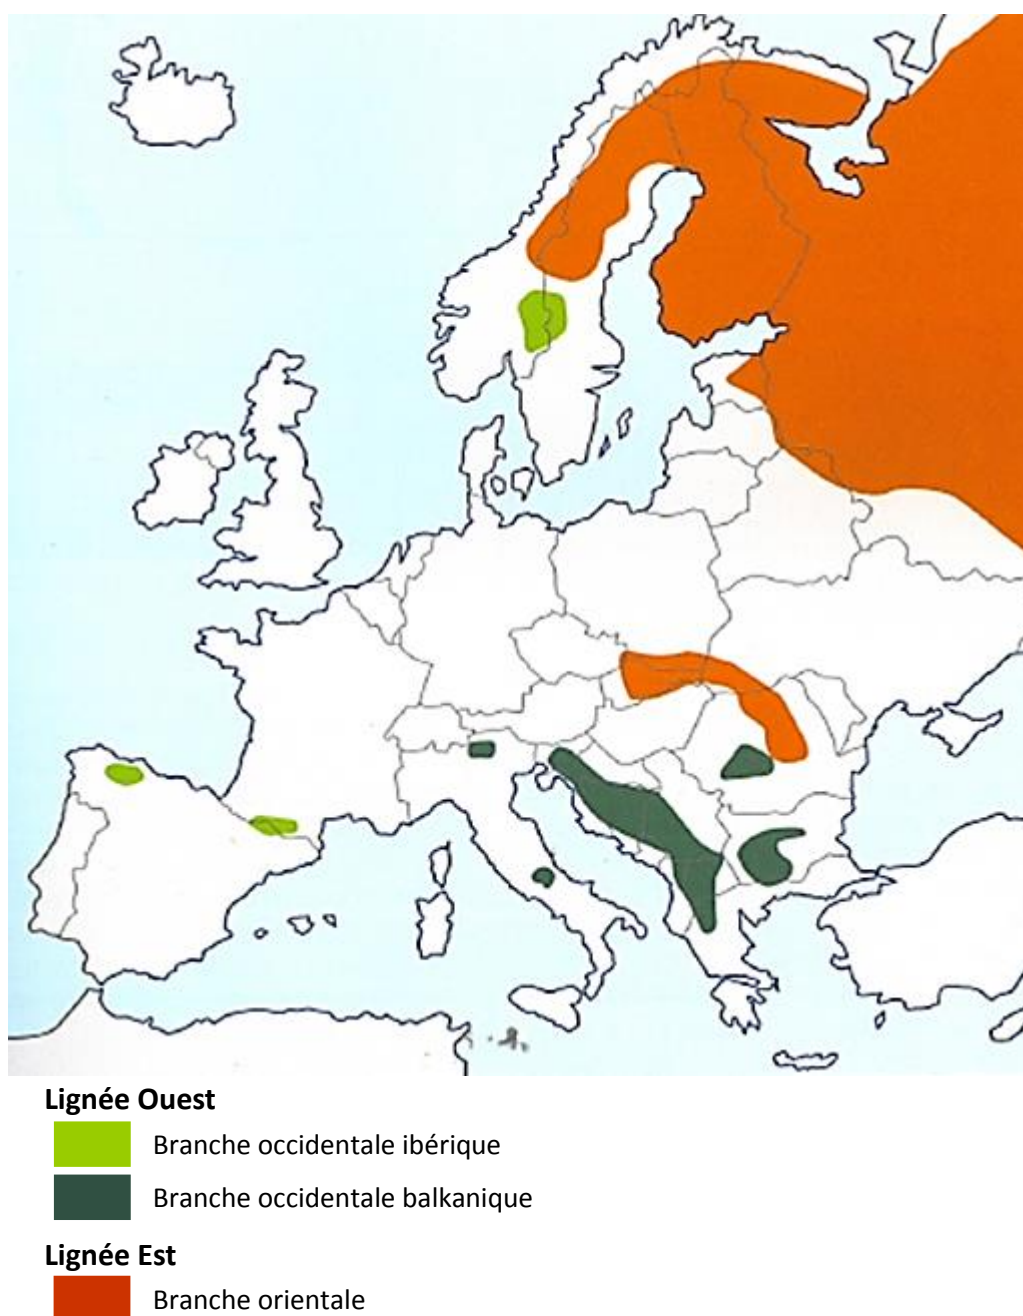 Lignée Ouest
Branche occidentale ibérique
Branche occidentale balkanique
Lignée Est
Branche orientale